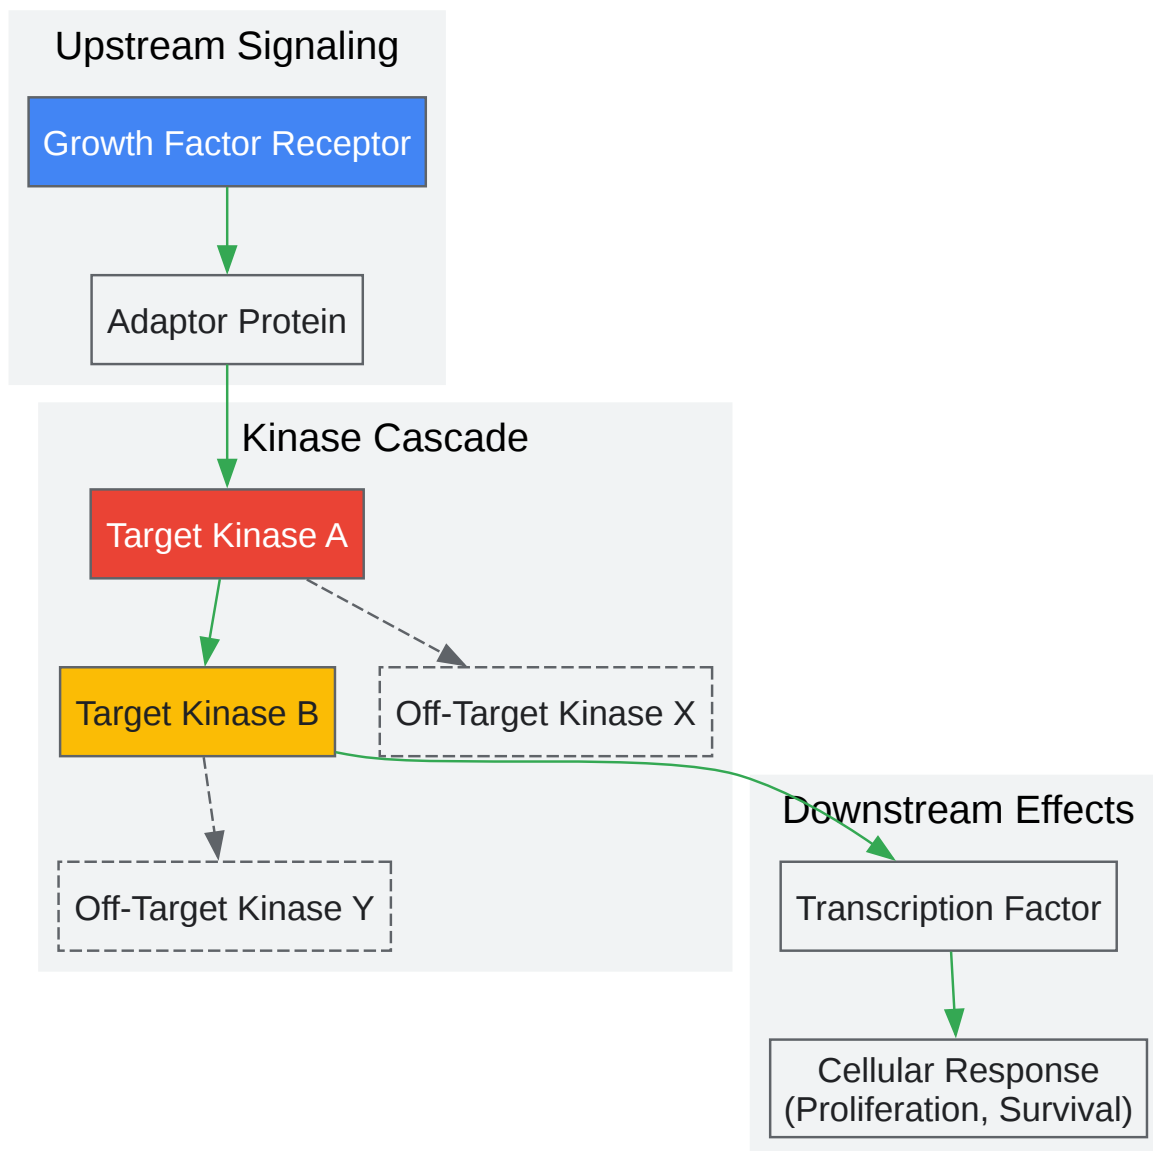 Upstream Signaling
Growth Factor Receptor
Adaptor Protein
Kinase Cascade
Target Kinase A
Target Kinase B
Off-Target Kinase X
Off-Target Kinase Y
Downstream Effects
Transcription Factor
Cellular Response
(Proliferation, Survival)